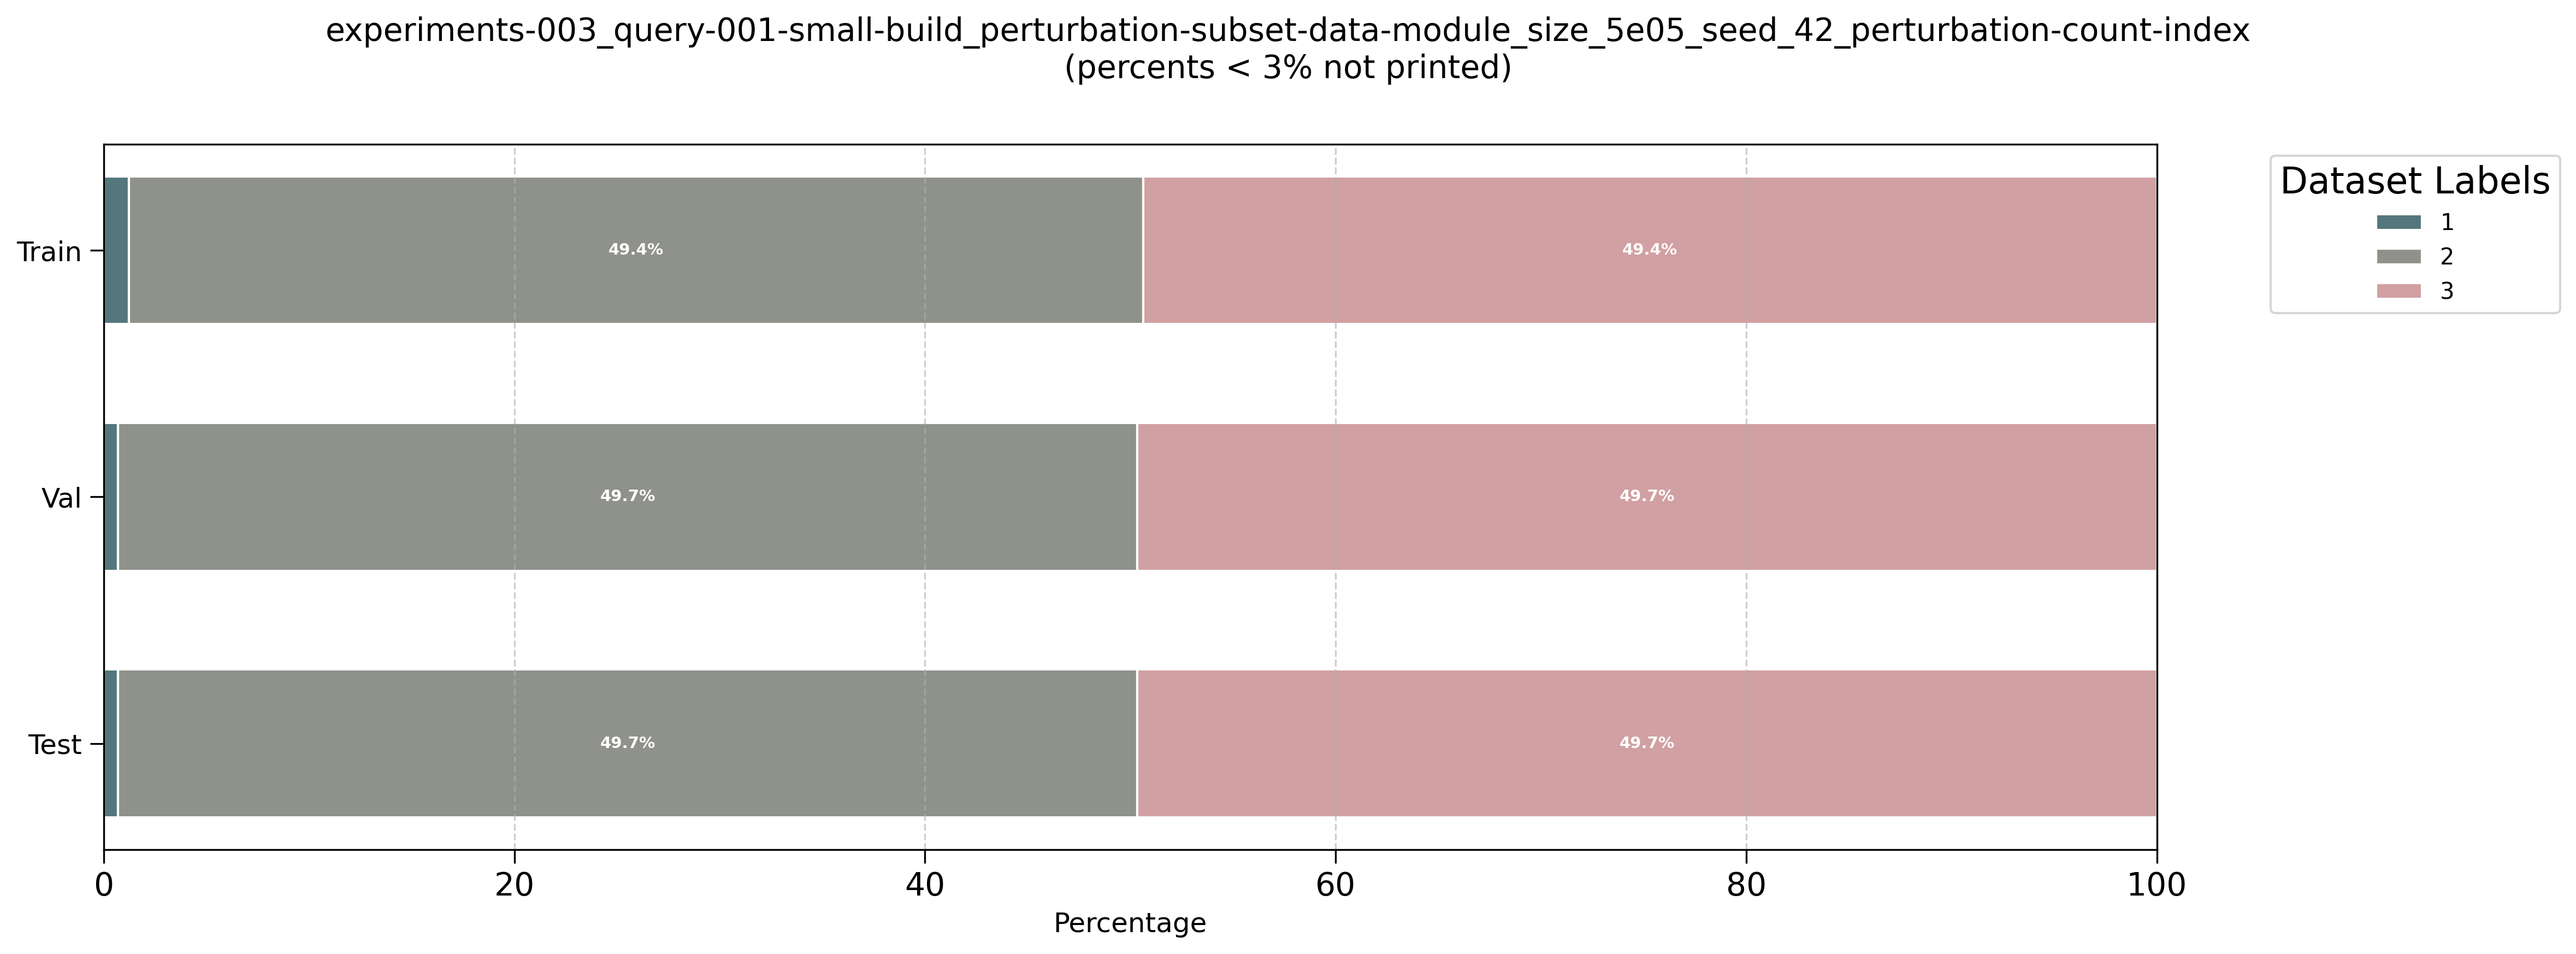 experiments-003_query-001-small-build_perturbation-subset-data-module_size_5e05_seed_42_perturbation-count-index
(percents < 3% not printed)
Dataset Labels
1
2
3
Train
49.4%
49.4%
Val
49.7%
49.7%
Test
49.7%
49.7%
0
20
40
60
80
100
Percentage